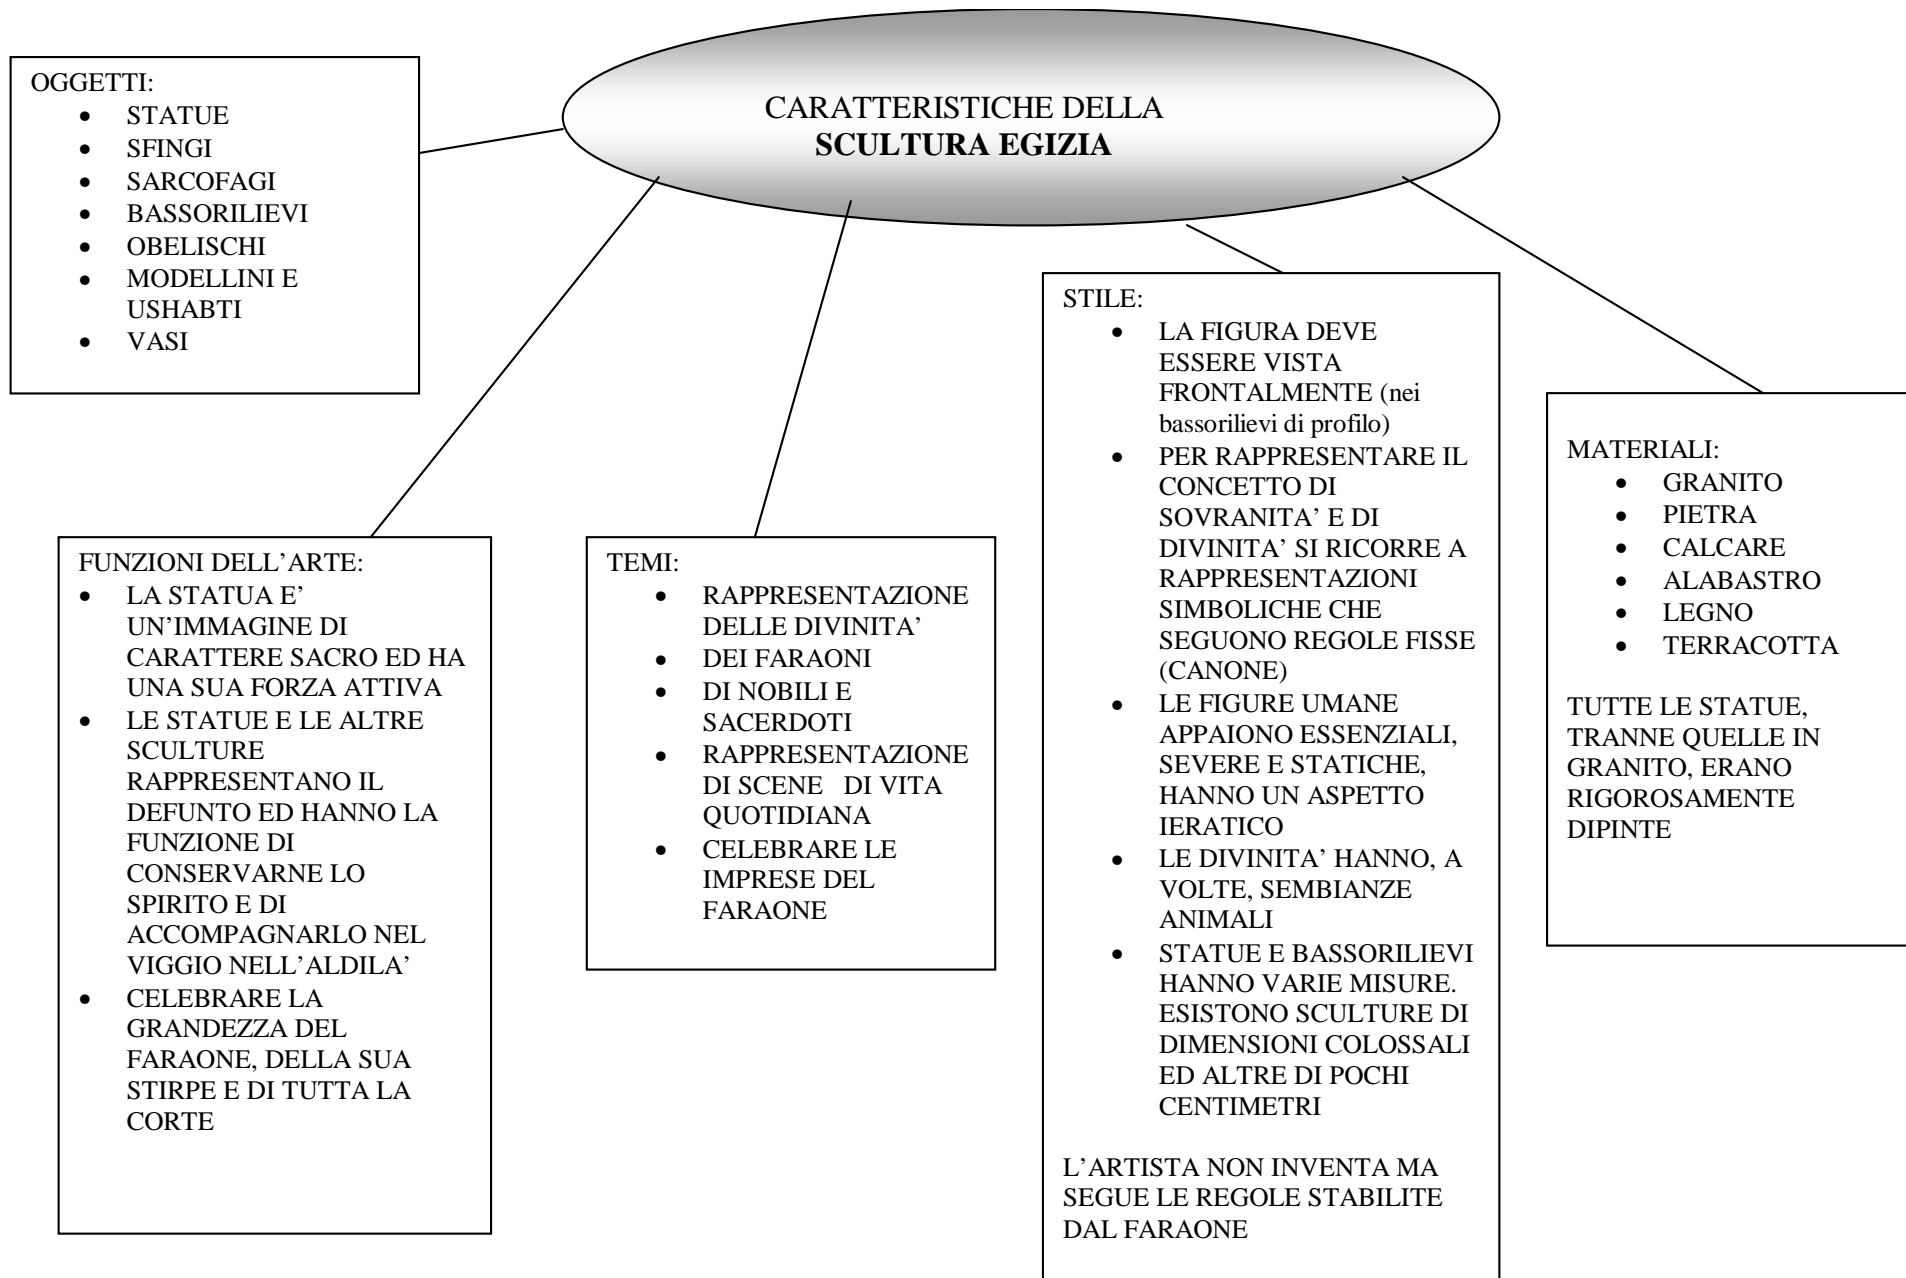 CARATTERISTICHE DELLA
SCULTURA EGIZIA
OGGETTI:
• STATUE
• SFINGI
• SARCOFAGI
• BASSORILIEVI
• OBELISCHI
• MODELLINI E
USHABTI
• VASI
FUNZIONI DELL’ARTE:
• LA STATUA E’
UN’IMMAGINE DI
CARATTERE SACRO ED HA
UNA SUA FORZA ATTIVA
• LE STATUE E LE ALTRE
SCULTURE
RAPPRESENTANO IL
DEFUNTO ED HANNO LA
FUNZIONE DI
CONSERVARNE LO
SPIRITO E DI
ACCOMPAGNARLO NEL
VIGGIO NELL’ALDILA’
• CELEBRARE LA
GRANDEZZA DEL
FARAONE, DELLA SUA
STIRPE E DI TUTTA LA
CORTE
TEMI:
• RAPPRESENTAZIONE
DELLE DIVINITA’
• DEI FARAONI
• DI NOBILI E
SACERDOTI
• RAPPRESENTAZIONE
DI SCENE DI VITA
QUOTIDIANA
• CELEBRARE LE
IMPRESE DEL
FARAONE
STILE:
• LA FIGURA DEVE
ESSERE VISTA
FRONTALMENTE (nei
bassorilievi di profilo)
• PER RAPPRESENTARE IL
CONCETTO DI
SOVRANITA’ E DI
DIVINITA’ SI RICORRE A
RAPPRESENTAZIONI
SIMBOLICHE CHE
SEGUONO REGOLE FISSE
(CANONE)
• LE FIGURE UMANE
APPAIONO ESSENZIALI,
SEVERE E STATICHE,
HANNO UN ASPETTO
IERATICO
• LE DIVINITA’ HANNO, A
VOLTE, SEMBIANZE
ANIMALI
• STATUE E BASSORILIEVI
HANNO VARIE MISURE.
ESISTONO SCULTURE DI
DIMENSIONI COLOSSALI
ED ALTRE DI POCHI
CENTIMETRI
L’ARTISTA NON INVENTA MA
SEGUE LE REGOLE STABILITE
DAL FARAONE
MATERIALI:
• GRANITO
• PIETRA
• CALCARE
• ALABASTRO
• LEGNO
• TERRACOTTA
TUTTE LE STATUE,
TRANNE QUELLE IN
GRANITO, ERANO
RIGOROSAMENTE
DIPINTE